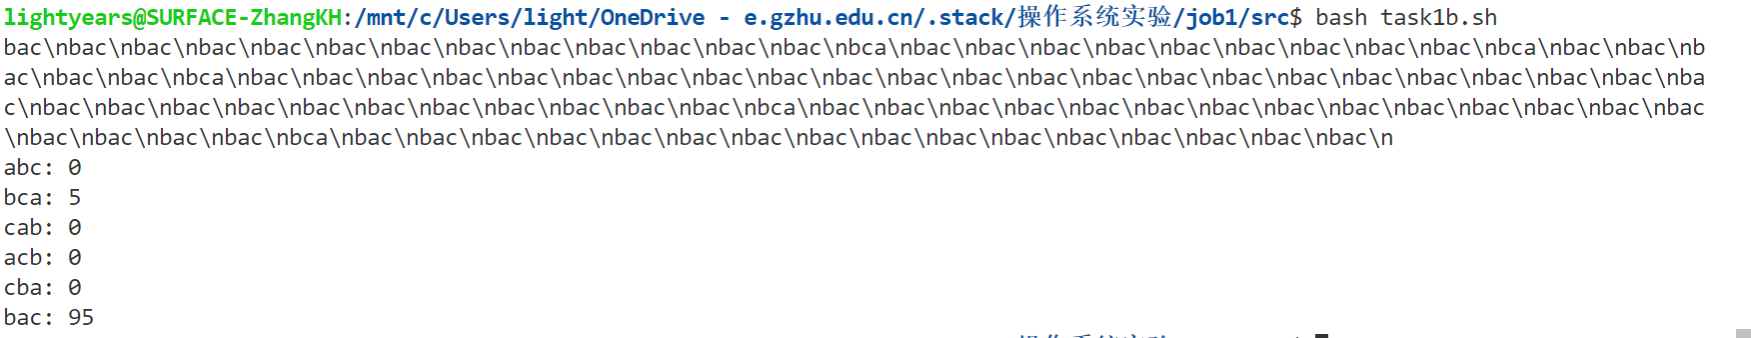 lightyears@SURFACE-ZhangKH:/mnt/c/Users/light/OneDrive - e.gzhu.edu.cn/.stack/操作系统实验/job1/src$ bash task1b.sh
bac\nbac\nbac\nbac\nbac\nbac\nbac\nbac\nbac\nbac\nbac\nbac\nbac\nbca\nbac\nbac\nbac\nbac\nbac\nbac\nbac\nbac\nbac\nbca\nbac\nbac\nb
ac\nbac\nbac\nbca\nbac\nbac\nbac\nbac\nbac\nbac\nbac\nbac\nbac\nbac\nbac\nbac\nbac\nbac\nbac\nbac\nbac\nbac\nbac\nbac\nbac\nbac\nba
c\nbac\nbac\nbac\nbac\nbac\nbac\nbac\nbac\nbac\nbac\nbac\nbca\nbac\nbac\nbac\nbac\nbac\nbac\nbac\nbac\nbac\nbac\nbac\nbac\nbac\nbac
\nbac\nbac\nbac\nbac\nbca\nbac\nbac\nbac\nbac\nbac\nbac\nbac\nbac\nbac\nbac\nbac\nbac\nbac\nbac\nbac\nbac\n
abc: 0
bca: 5
cab: 0
acb: 0
cba: 0
bac: 95